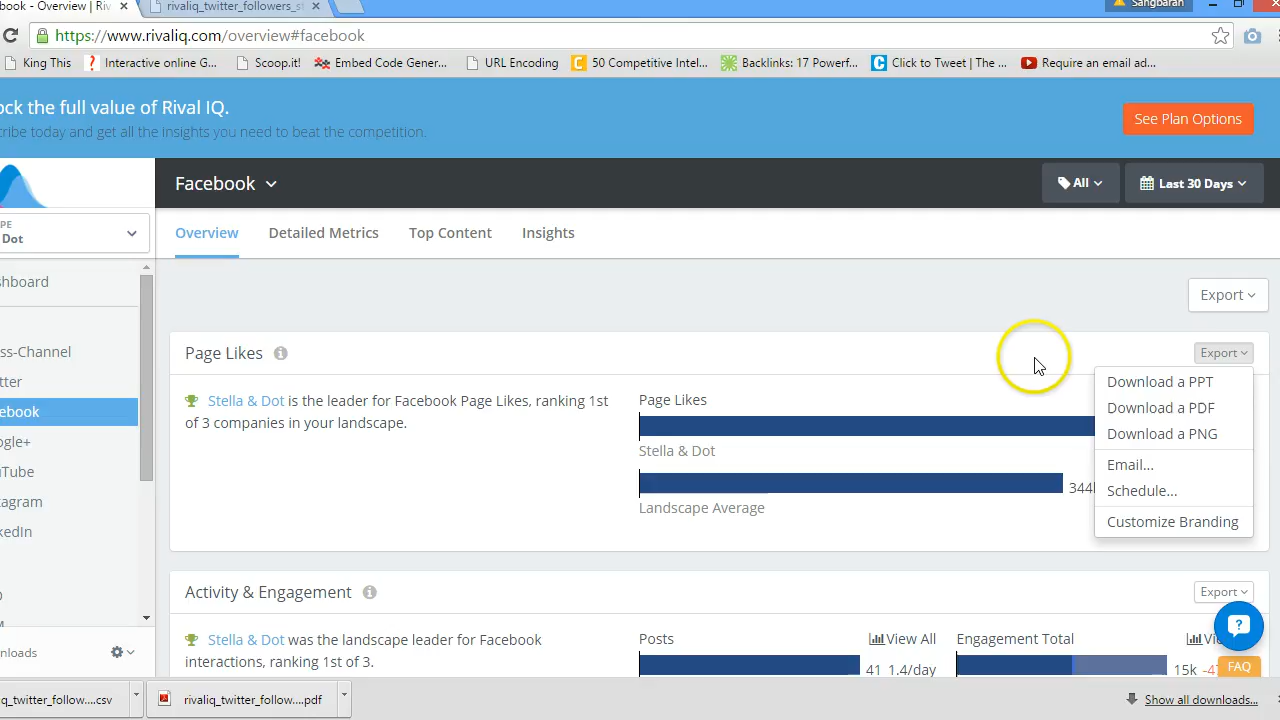 book - Overview | Riv
rivaliq_twitter_followers_st
Sangbaran
https://www.rivaliq.com/overview#facebook
King This
Interactive online G...
Scoop.it!
Embed Code Gener...
URL Encoding
50 Competitive Intel...
Backlinks: 17 Powerf...
Click to Tweet | The ...
Require an email ad...
ock the full value of Rival IQ.
cribe today and get all the insights you need to beat the competition.
See Plan Options
Facebook
All
Last 30 Days
PE
Dot
Overview
Detailed Metrics
Top Content
Insights
shboard
ss-Channel
tter
ebook
ogle+
uTube
tagram
kedIn
Export
Page Likes
Export
Stella & Dot is the leader for Facebook Page Likes, ranking 1st
of 3 companies in your landscape.
Page Likes
Stella & Dot
344
Landscape Average
Download a PPT
Download a PDF
Download a PNG
Email...
Schedule...
Customize Branding
Activity & Engagement
Export
Stella & Dot was the landscape leader for Facebook
interactions, ranking 1st of 3.
Posts
View All
41 1.4/day
Engagement Total
15k
FAQ
nloads
q_twitter_follow....csv
rivaliq_twitter_follow....pdf
Show all downloads...